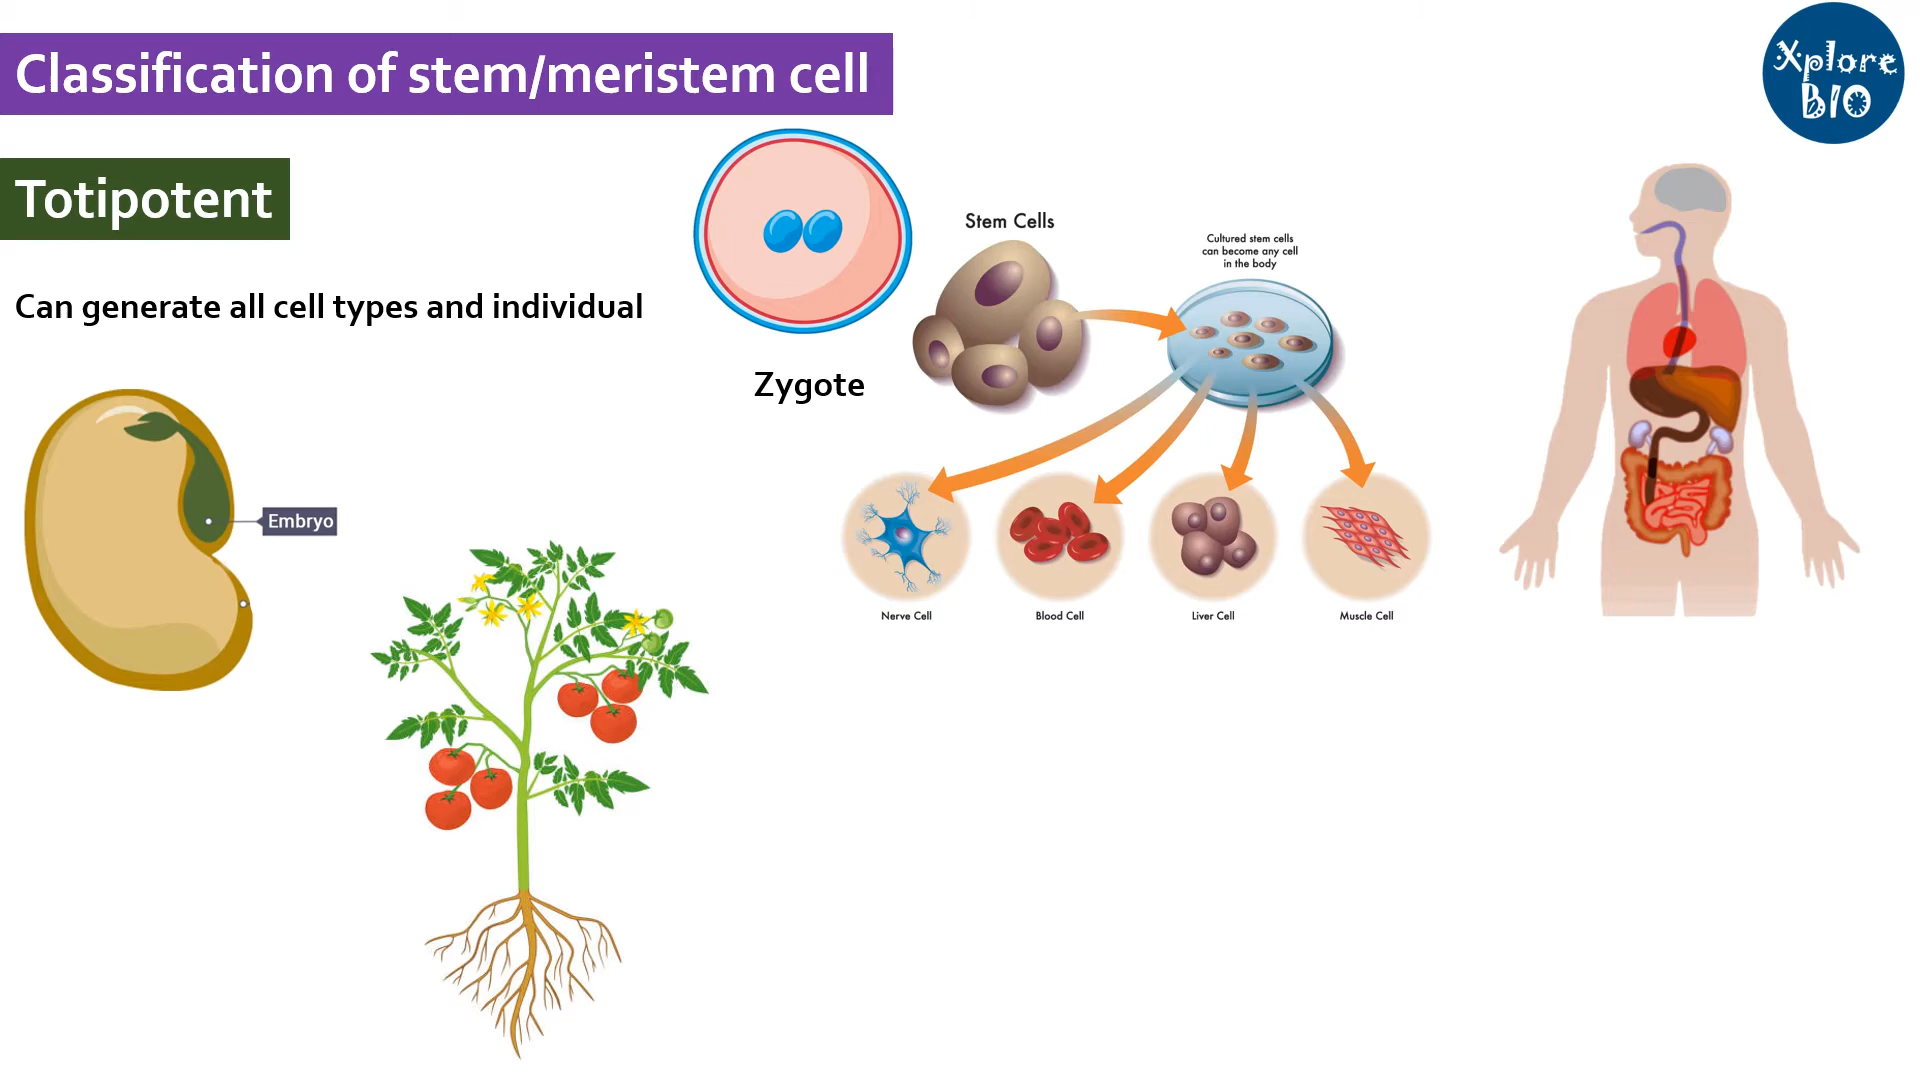 Classification of stem/meristem cell
Xplore
BIO
Totipotent
Can generate all cell types and individual
Zygote
Stem Cells
Cultured stem cells
can become any cell
in the body
Embryo
Nerve Cell
Blood Cell
Liver Cell
Muscle Cell